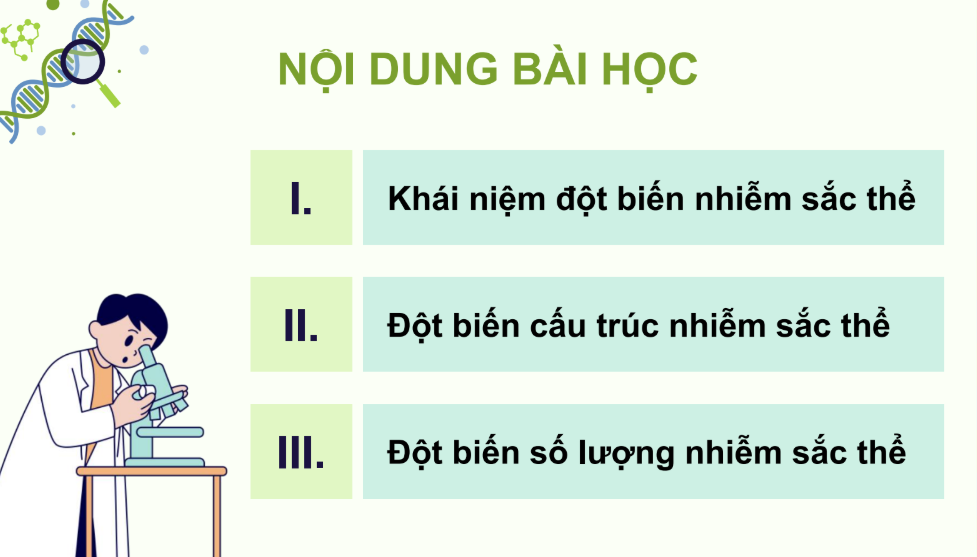 NỘI DUNG BÀI HỌC
I.
Khái niệm đột biến nhiễm sắc thể
II.
Đột biến cấu trúc nhiễm sắc thể
III.
Đột biến số lượng nhiễm sắc thể